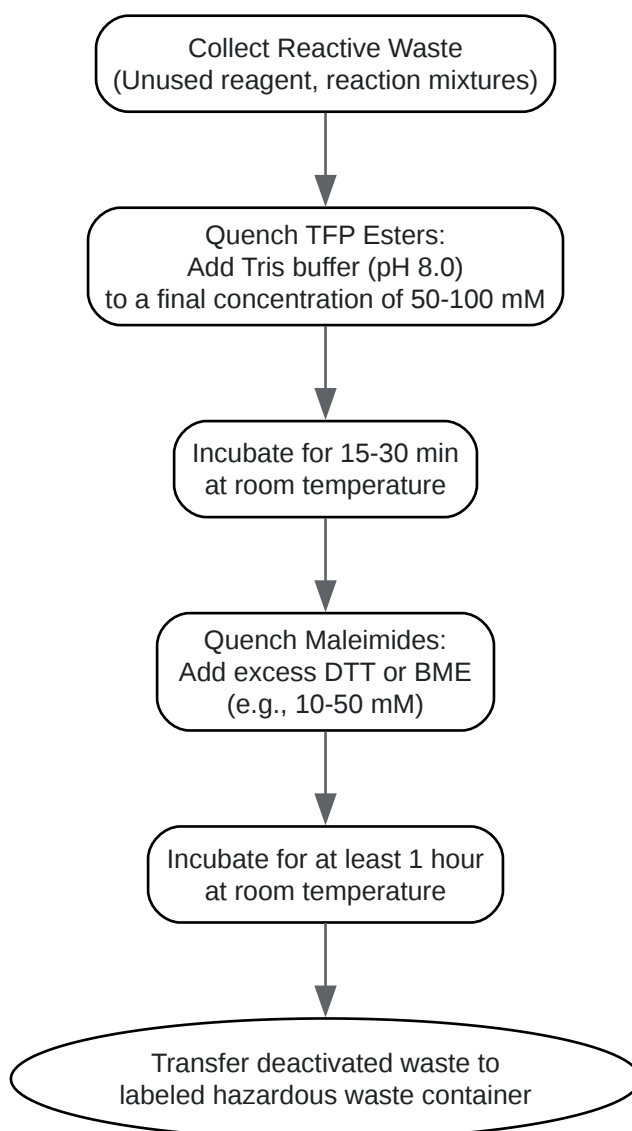 Collect Reactive Waste
(Unused reagent, reaction mixtures)
Quench TFP Esters:
Add Tris buffer (pH 8.0)
to a final concentration of 50-100 mM
Incubate for 15-30 min
at room temperature
Quench Maleimides:
Add excess DTT or BME
(e.g., 10-50 mM)
Incubate for at least 1 hour
at room temperature
Transfer deactivated waste to
labeled hazardous waste container